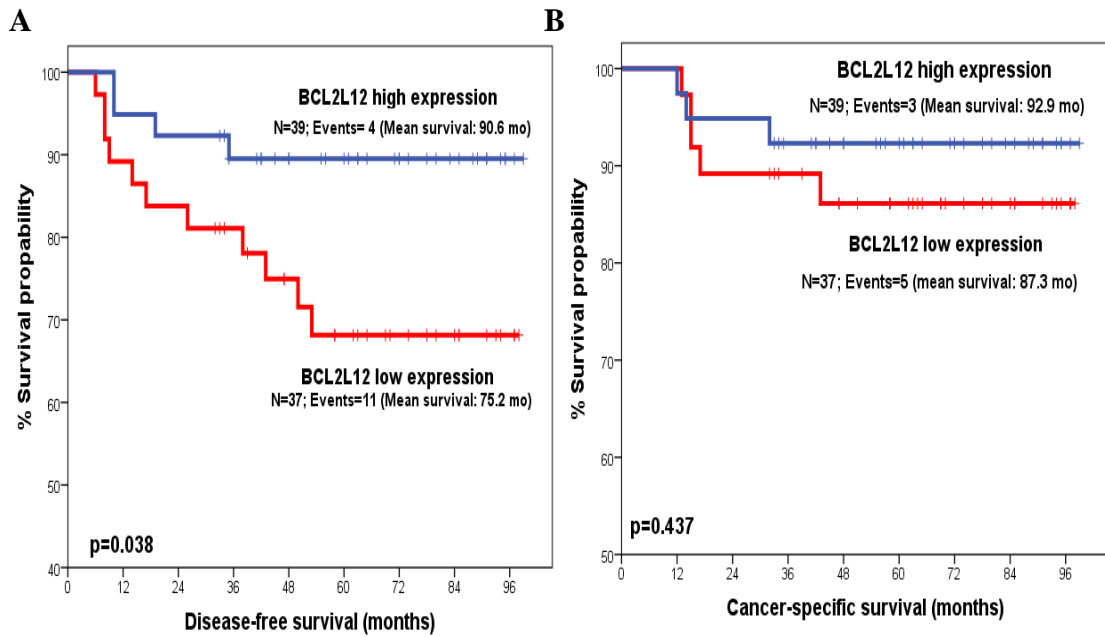 A
100
90
80
70
60
50
40
% Survival propability
BCL2L12 high expression
N=39; Events= 4 (Mean survival: 90.6 mo)
BCL2L12 low expression
N=37; Events=11 (Mean survival: 75.2 mo)
p=0.038
0 12 24 36 48 60 72 84 96
Disease-free survival (months)
B
100
90
80
70
60
50
% Survival propability
BCL2L12 high expression
N=39; Events=3 (Mean survival: 92.9 mo)
BCL2L12 low expression
N=37; Events=5 (mean survival: 87.3 mo)
p=0.437
0 12 24 36 48 60 72 84 96
Cancer-specific survival (months)